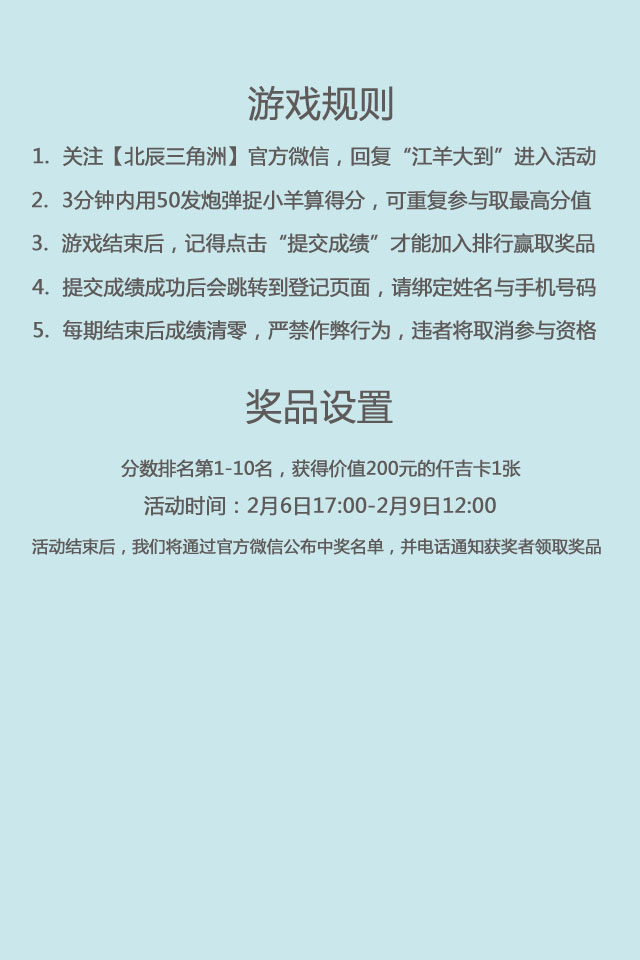 游戏规则
1. 关注【北辰三角洲】官方微信，回复“江羊大到”进入活动
2. 3分钟内用50发炮弹捉小羊算得分，可重复参与取最高分值
3. 游戏结束后，记得点击“提交成绩”才能加入排行赢取奖品
4. 提交成绩成功后会跳转到登记页面，请绑定姓名与手机号码
5. 每期结束后成绩清零，严禁作弊行为，违者将取消参与资格
奖品设置
分数排名第1-10名，获得价值200元的仟吉卡1张
活动时间：2月6日17:00-2月9日12:00
活动结束后，我们将通过官方微信公布中奖名单，并电话通知获奖者领取奖品